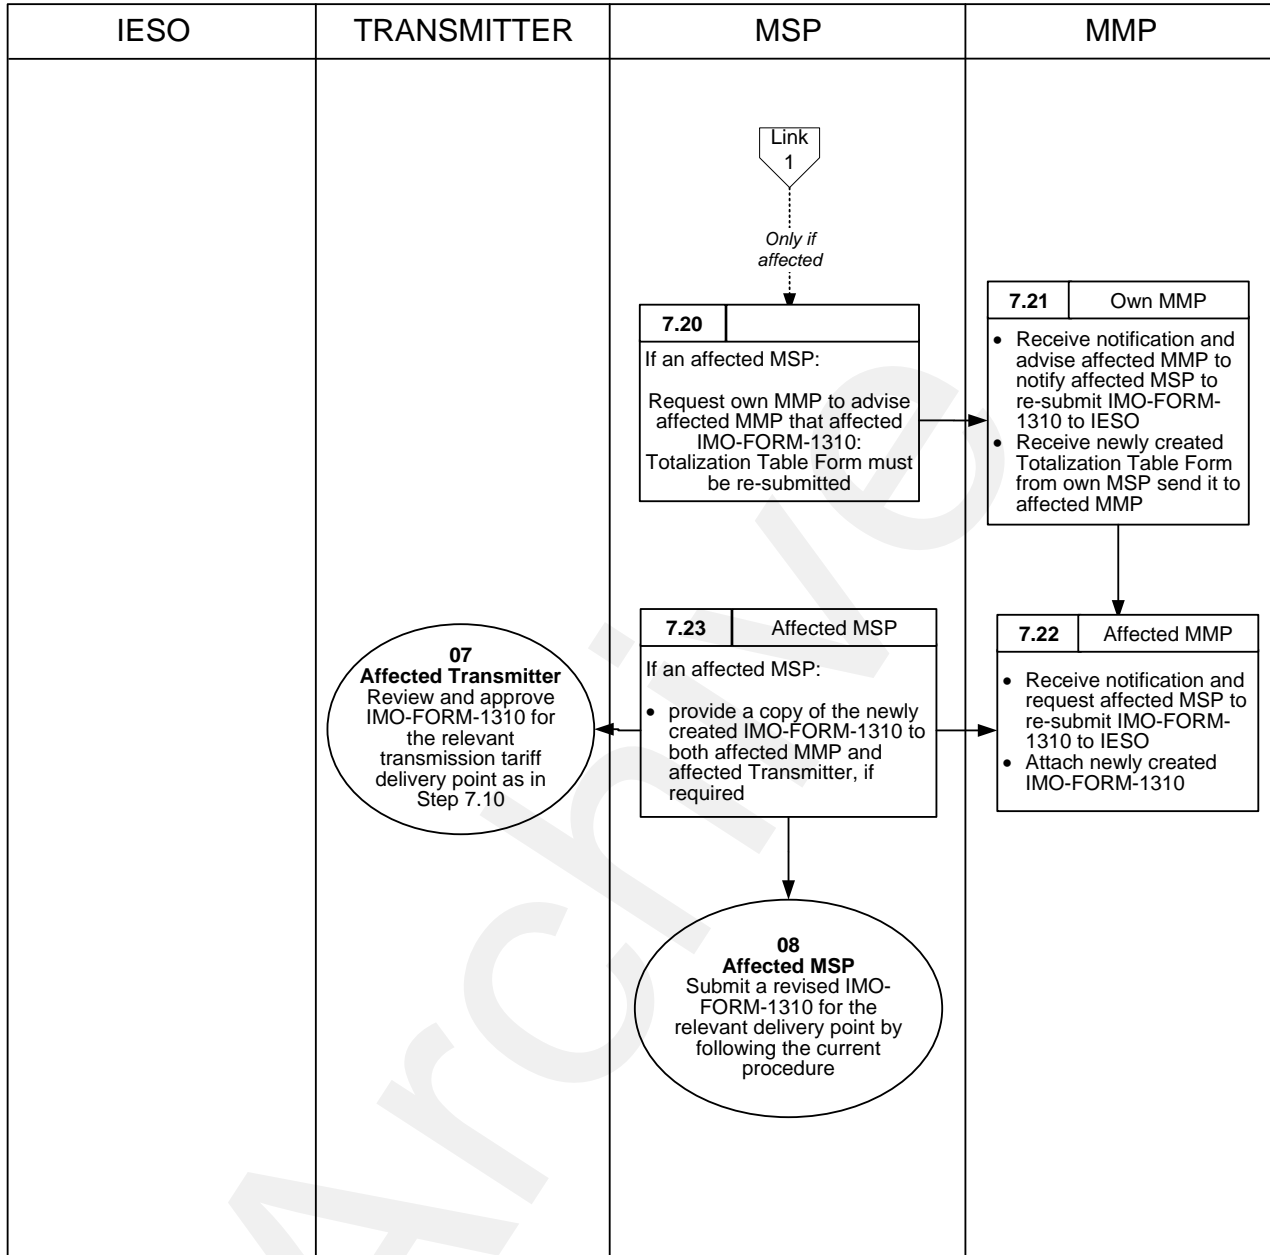 IESO
TRANSMITTER
MSP
MMP
Link
1
Only if
affected
7.20
If an affected MSP:
Request own MMP to advise
affected MMP that affected
IMO-FORM-1310:
Totalization Table Form must
be re-submitted
7.21
Own MMP
• Receive notification and
advise affected MMP to
notify affected MSP to
re-submit IMO-FORM-
1310 to IESO
• Receive newly created
Totalization Table Form
from own MSP send it to
affected MMP
07
Affected Transmitter
Review and approve
IMO-FORM-1310 for
the relevant
transmission tariff
delivery point as in
Step 7.10
7.23
Affected MSP
If an affected MSP:
• provide a copy of the newly
created IMO-FORM-1310 to
both affected MMP and
affected Transmitter, if
required
7.22
Affected MMP
• Receive notification and
request affected MSP to
re-submit IMO-FORM-
1310 to IESO
• Attach newly created
IMO-FORM-1310
08
Affected MSP
Submit a revised IMO-
FORM-1310 for the
relevant delivery point by
following the current
procedure
Archive